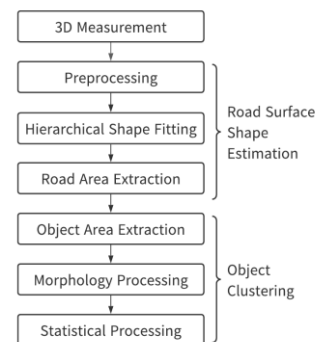 3D Measurement
Preprocessing
Hierarchical Shape Fitting
Road Area Extraction
Road Surface
Shape
Estimation
Object Area Extraction
Morphology Processing
Statistical Processing
Object
Clustering